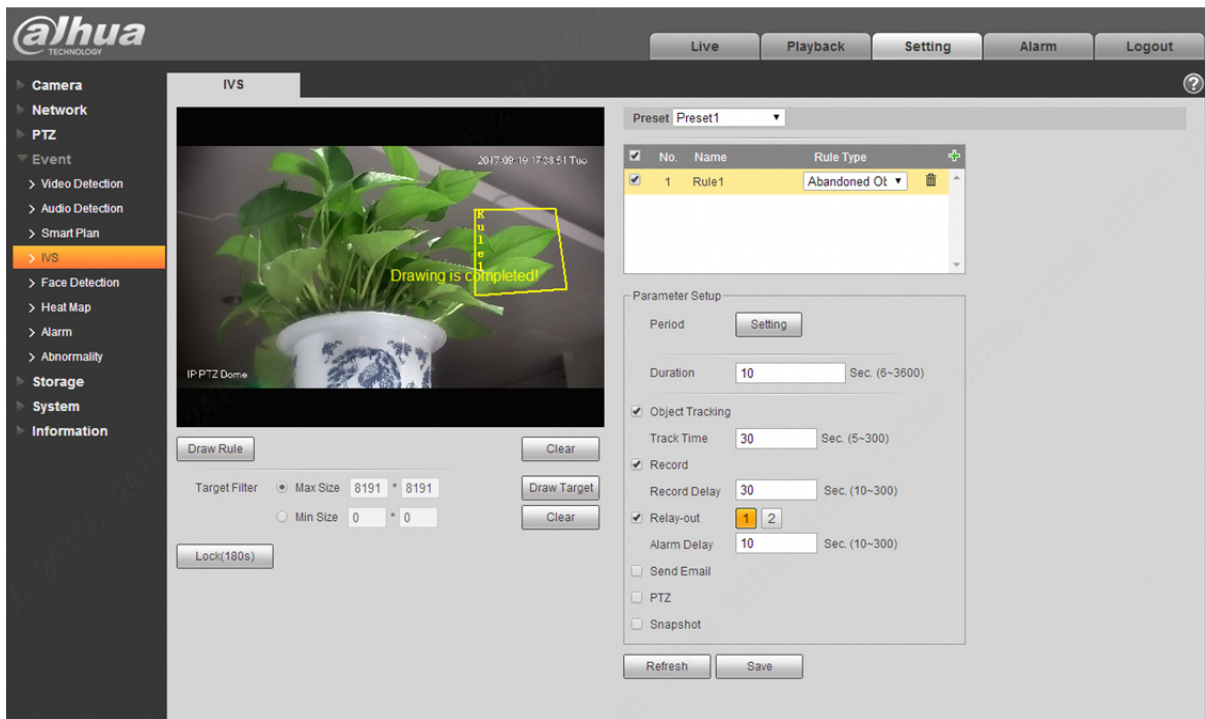 alhua
TECHNOLOGY
Live Playback Setting Alarm Logout
Camera
Network
PTZ
Event
Video Detection
Audio Detection
Smart Plan
IVS
Face Detection
Heat Map
Alarm
Abnormality
Storage
System
Information
IVS
2017-09-19 17:28:51 Tue
Rule1
Drawing is completed!
IP PTZ Dome
Draw Rule Clear
Target Filter Max Size 8191 * 8191 Draw Target
Min Size 0 * 0 Clear
Lock(180s)
Preset Preset1
No. Name Rule Type
1 Rule1 Abandoned Ob
Parameter Setup
Period Setting
Duration 10 Sec. (6~3600)
Object Tracking
Track Time 30 Sec. (5~300)
Record
Record Delay 30 Sec. (10~300)
Relay-out 1 2
Alarm Delay 10 Sec. (10~300)
Send Email
PTZ
Snapshot
Refresh Save